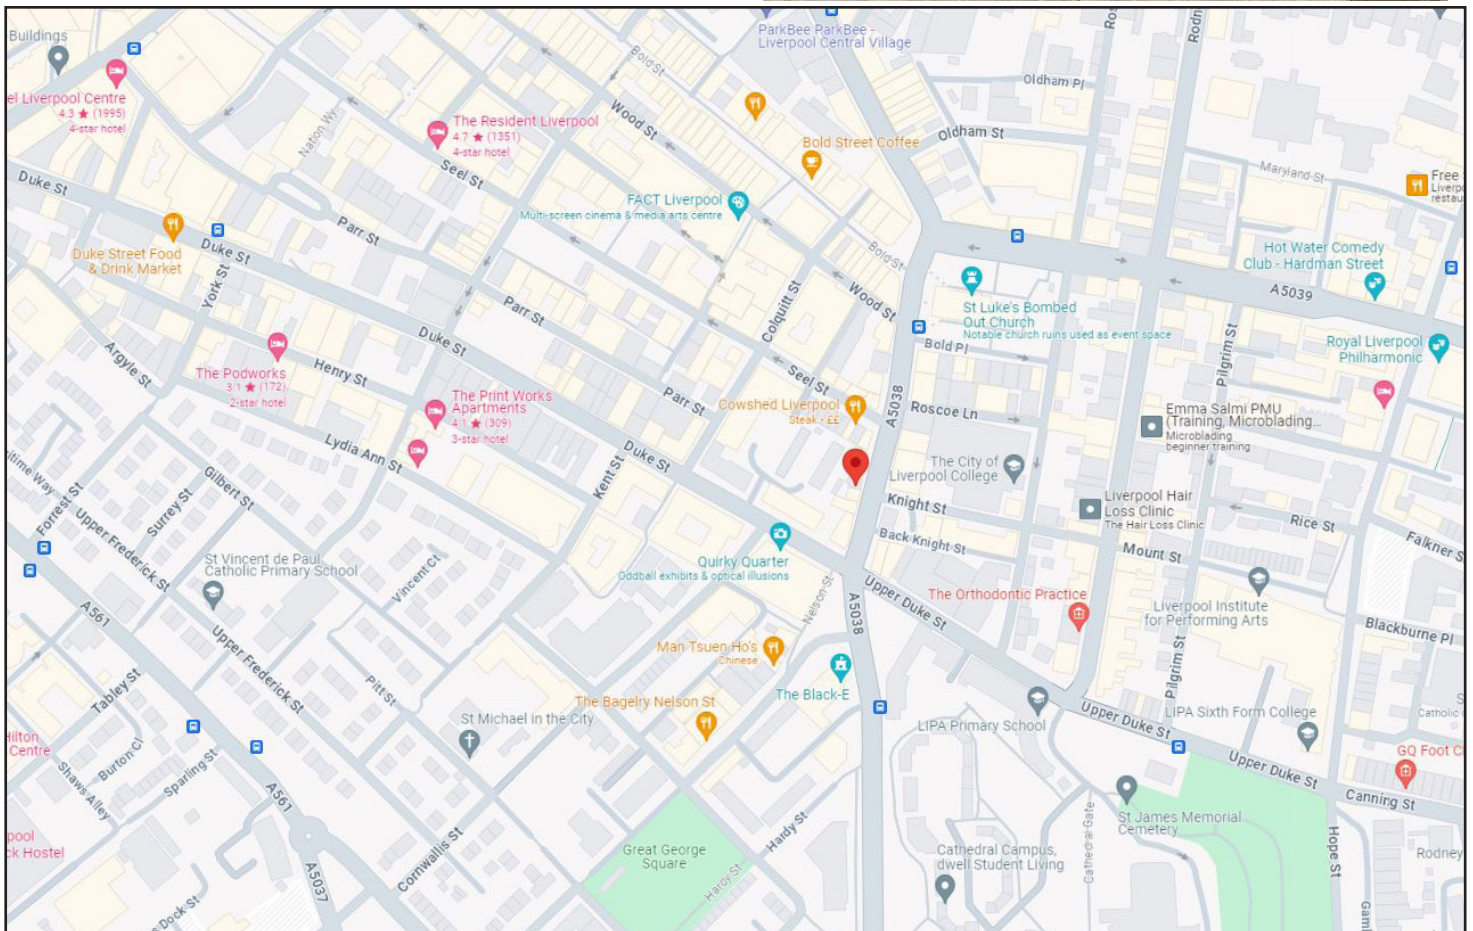 Buildings
ParkBee ParkBee -
Liverpool Central Village
Bold St
Oldham Pl
el Liverpool Centre
4.3 ★ (1995)
4-star hotel
The Resident Liverpool
4.7 ★ (1351)
4-star hotel
Nation Wy
Wood St
Bold Street Coffee
Oldham St
Maryland St
Free
Seel St
Duke St
FACT Liverpool
Multi-screen cinema & media arts centre
Parr St
Duke Street Food
& Drink Market
Duke St
Bold St
Hot Water Comedy
Club - Hardman Street
A5039
York St
Parr St
Colquitt St
Wood St
St Luke's Bombed
Out Church
Notable church ruins used as event space
Bold Pl
Duke St
Royal Liverpool
Philharmonic
Pilgrim St
Argyle St
The Podworks
3.1 ★ (172)
2-star hotel
Henry St
Seel St
The Print Works
Apartments
4.1 ★ (309)
3-star hotel
Parr St
Cowshed Liverpool
Steak · ££
A5038
Roscoe Ln
Emma Salmi PMU
(Training, Microblading...
Microblading
beginner training
Lydia Ann St
Duke St
The City of
Liverpool College
Kent St
Gilbert St
Surrey St
Forrest St
Knight St
Liverpool Hair
Loss Clinic
The Hair Loss Clinic
Rice St
Upper Frederick St
Back Knight St
Mount St
Falkner S
St Vincent de Paul
Catholic Primary School
Vincent Ct
Quirky Quarter
Oddball exhibits & optical illusions
Nelson St
A5038
Upper Duke St
The Orthodontic Practice
Liverpool Institute
for Performing Arts
Blackburne Pl
A561
Upper Frederick St
Man Tsuen Ho's
Chinese
Pilgrim St
Tabley St
Pitt St
The Black-E
The Bagelry Nelson St
St Michael in the City
LIPA Primary School
Upper Duke St
LIPA Sixth Form College
Catholic
Hilton
Centre
Burton Cl
Shaws Alley
Sparling St
A561
Upper Duke St
GQ Foot C
Canning St
St James Memorial
Cemetery
Hardy St
Great George
Square
Cathedral Campus,
dwell Student Living
Cathedral Gate
Hope St
Rodney
pool
ck Hostel
Cornwallis St
A5037
Hardy St
s Dock St